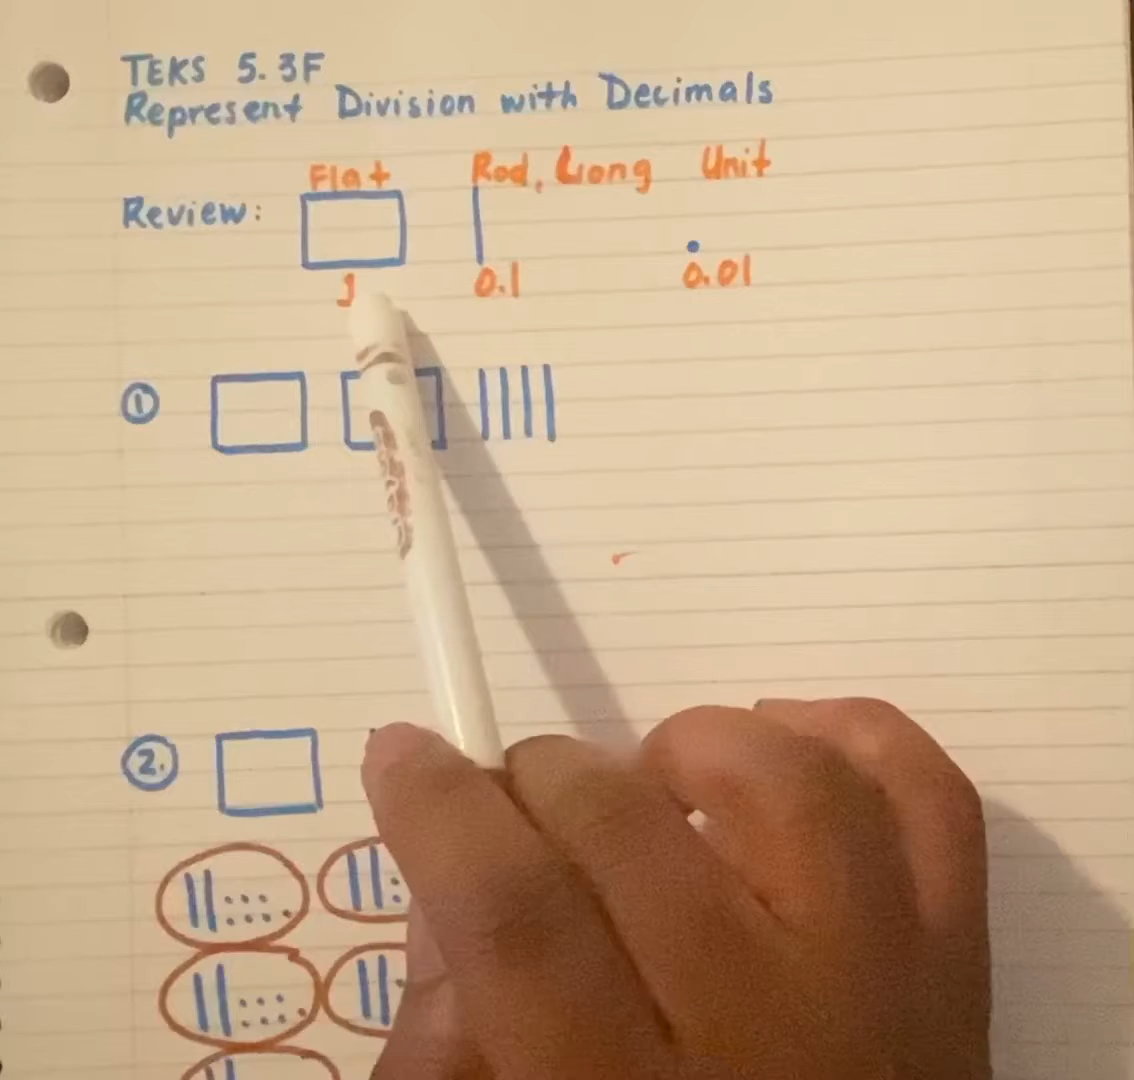 TEKS 5.3F
Represent Division with Decimals
Flat Rod, Long Unit
Review:
1 0.1 0.01
1
2.